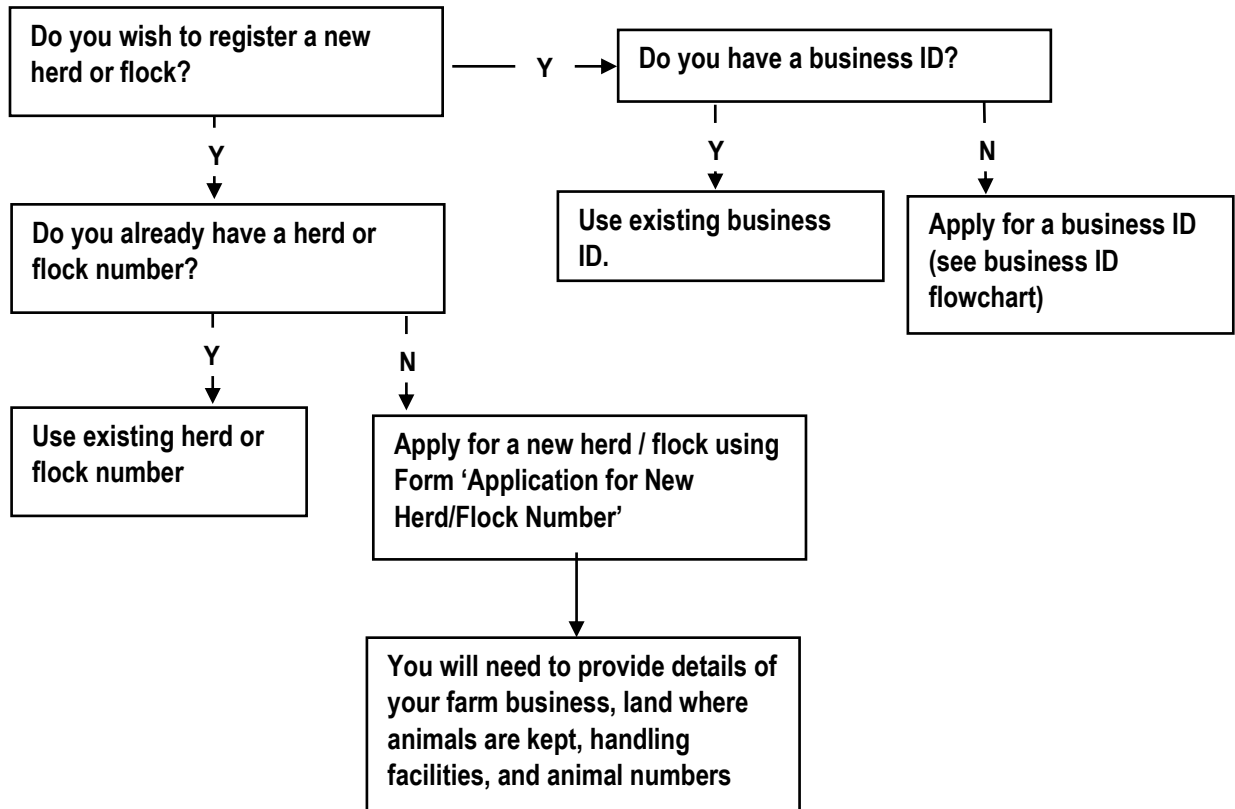 Do you wish to register a new
herd or flock?
Y
Do you have a business ID?
Y
Y
N
Do you already have a herd or
flock number?
Use existing business
ID.
Apply for a business ID
(see business ID
flowchart)
Y
N
Use existing herd or
flock number
Apply for a new herd / flock using
Form ‘Application for New
Herd/Flock Number’
You will need to provide details of
your farm business, land where
animals are kept, handling
facilities, and animal numbers